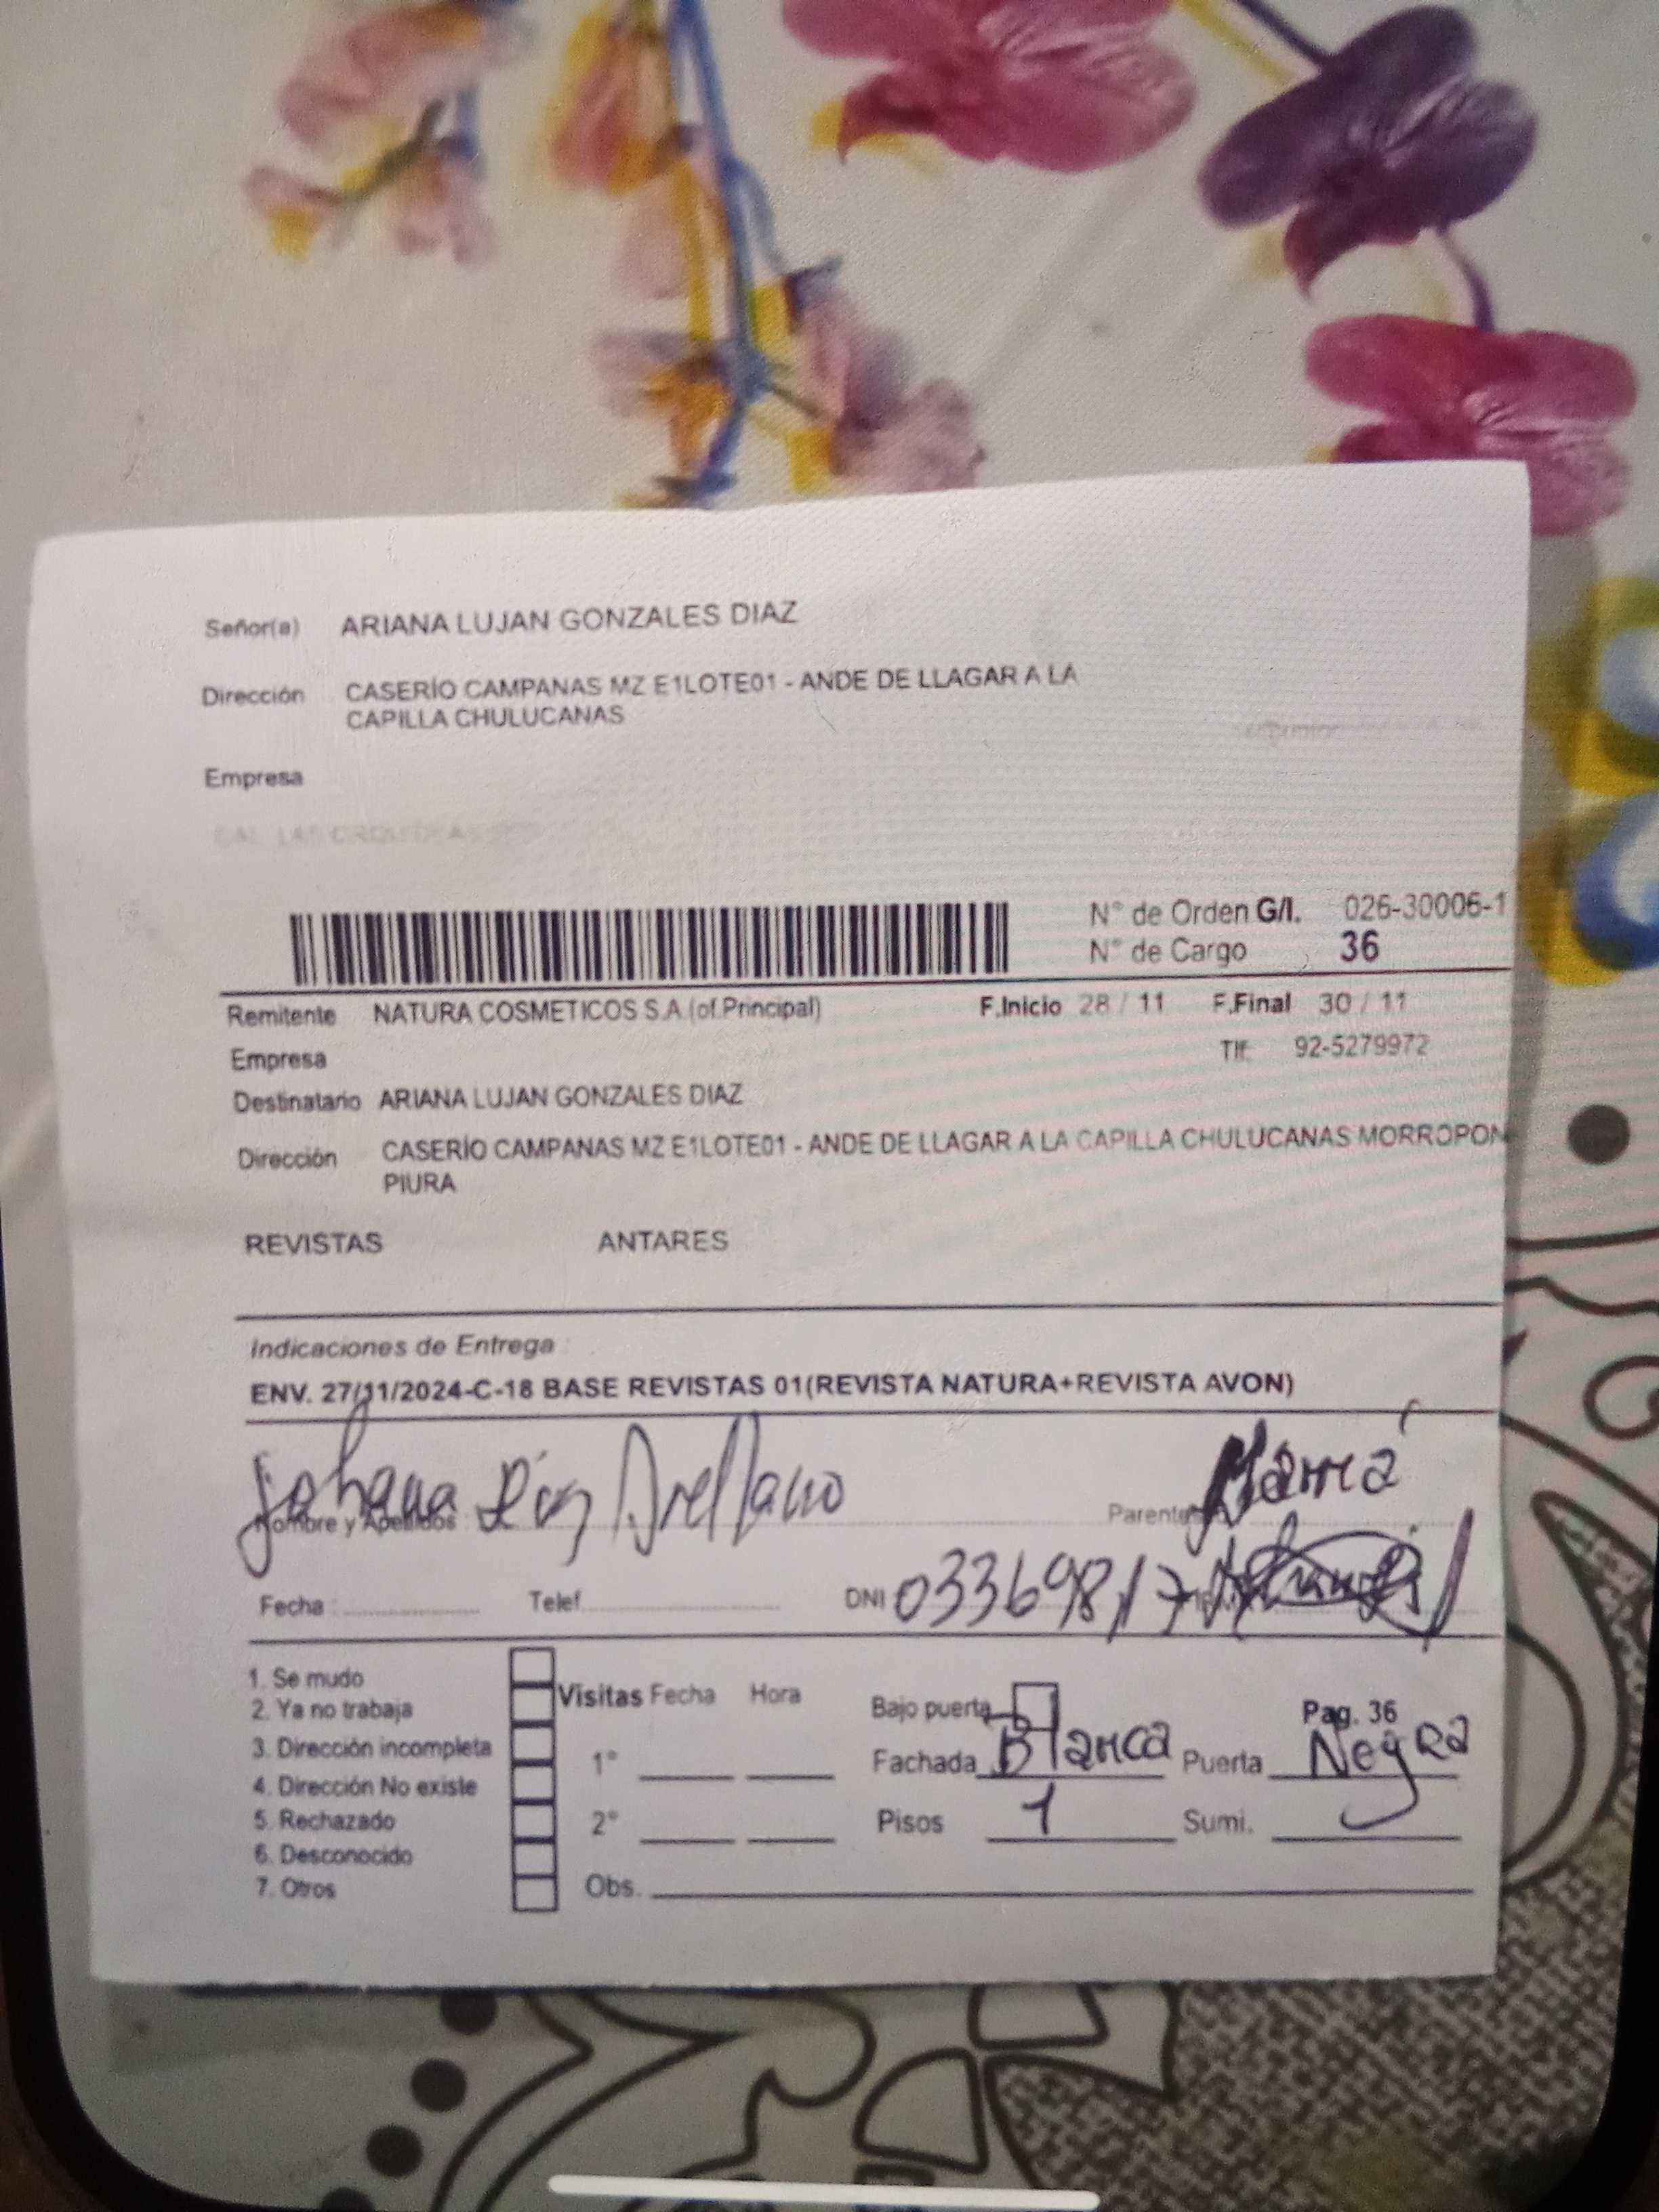 Señor(a) ARIANA LUJAN GONZALES DIAZ
Dirección CASERÍO CAMPANAS MZ E1LOTE01 - ANDE DE LLAGAR A LA
CAPILLA CHULUCANAS
Empresa
N° de Orden G/I. 026-30006-1
N° de Cargo 36
Remitente NATURA COSMETICOS S.A.(of.Principal) F.Inicio 28 / 11 F.Final 30 / 11
Empresa Tlf: 92-5279972
Destinatario ARIANA LUJAN GONZALES DIAZ
Dirección CASERÍO CAMPANAS MZ E1LOTE01 - ANDE DE LLAGAR A LA CAPILLA CHULUCANAS MORROPON
PIURA
REVISTAS ANTARES
Indicaciones de Entrega :
ENV. 27/11/2024-C-18 BASE REVISTAS 01(REVISTA NATURA+REVISTA AVON)
Johana Díaz Arellano Mamá
Nombre y Apellidos :
Fecha : Telef. DNI 03369817
1. Se mudo
2. Ya no trabaja
3. Dirección incompleta
4. Dirección No existe
5. Rechazado
6. Desconocido
7. Otros
Visitas Fecha Hora
1°
2°
Obs.
Bajo puerta Pag. 36
Fachada Blanca Puerta Negra
Pisos 1 Sumi.